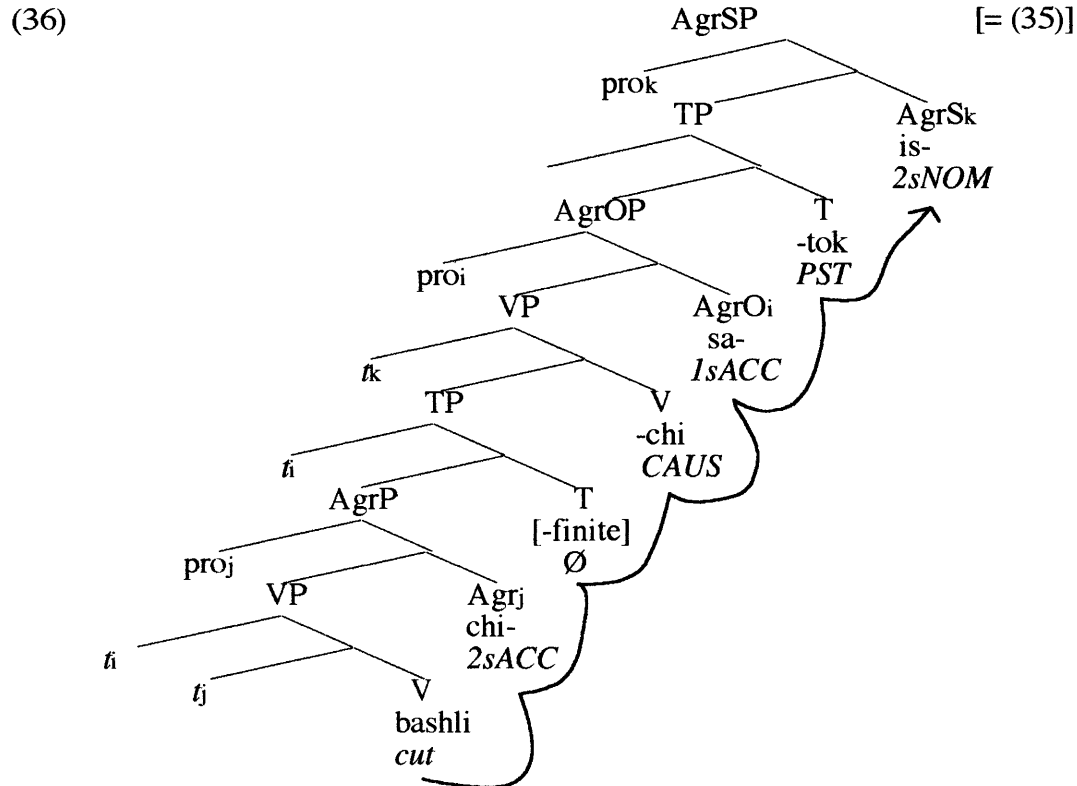 (36) AgrSP [= (35)]
prok
TP AgrSk
is-
2sNOM
AgrOP T
-tok
PST
proi
VP AgrOi
sa-
1sACC
tk
TP V
-chi
CAUS
ti
AgrP T
[-finite]
Ø
proj
VP Agrj
chi-
2sACC
ti
tj V
bashli
cut